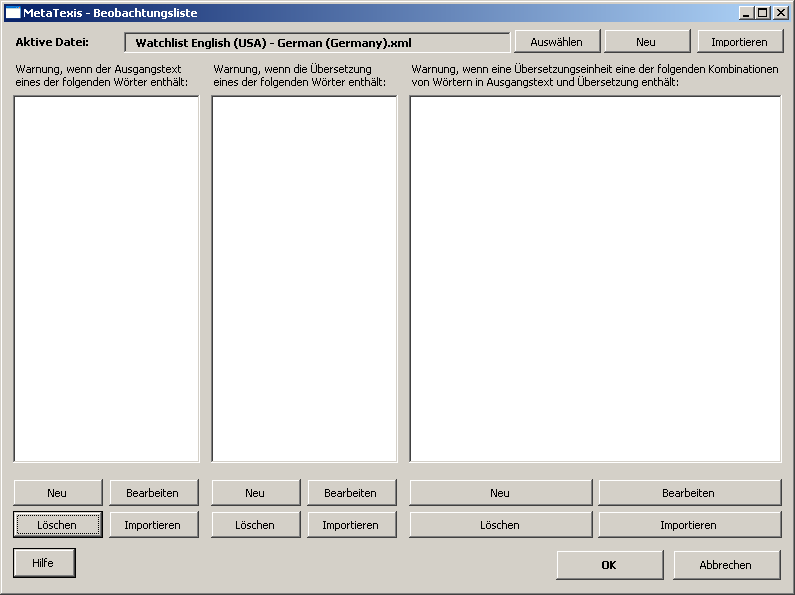 MetaTexis - Beobachtungsliste
Aktive Datei:
Watchlist English (USA) - German (Germany).xml
Auswählen
Neu
Importieren
Warnung, wenn der Ausgangstext
eines der folgenden Wörter enthält:
Warnung, wenn die Übersetzung
eines der folgenden Wörter enthält:
Warnung, wenn eine Übersetzungseinheit eine der folgenden Kombinationen
von Wörtern in Ausgangstext und Übersetzung enthält:
Neu
Bearbeiten
Neu
Bearbeiten
Neu
Bearbeiten
Löschen
Importieren
Löschen
Importieren
Löschen
Importieren
Hilfe
OK
Abbrechen